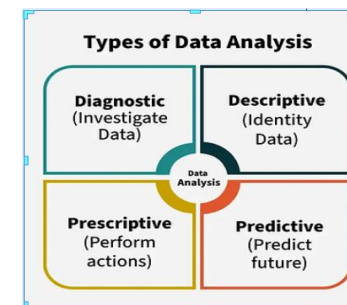 Types of Data Analysis
Diagnostic
(Investigate
Data)
Descriptive
(Identity
Data)
Data
Analysis
Prescriptive
(Perform
actions)
Predictive
(Predict
future)